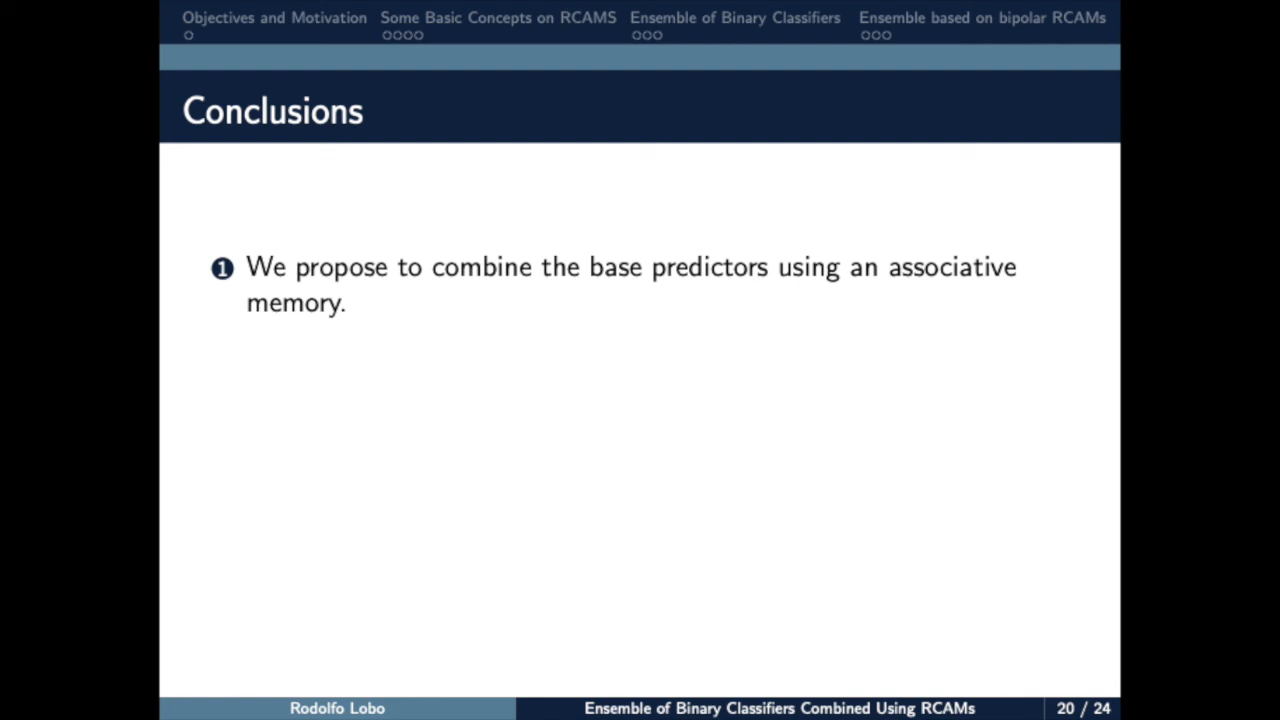 Objectives and Motivation Some Basic Concepts on RCAMS Ensemble of Binary Classifiers Ensemble based on bipolar RCAMs
Conclusions
1 We propose to combine the base predictors using an associative
memory.
Rodolfo Lobo Ensemble of Binary Classifiers Combined Using RCAMs 20 / 24